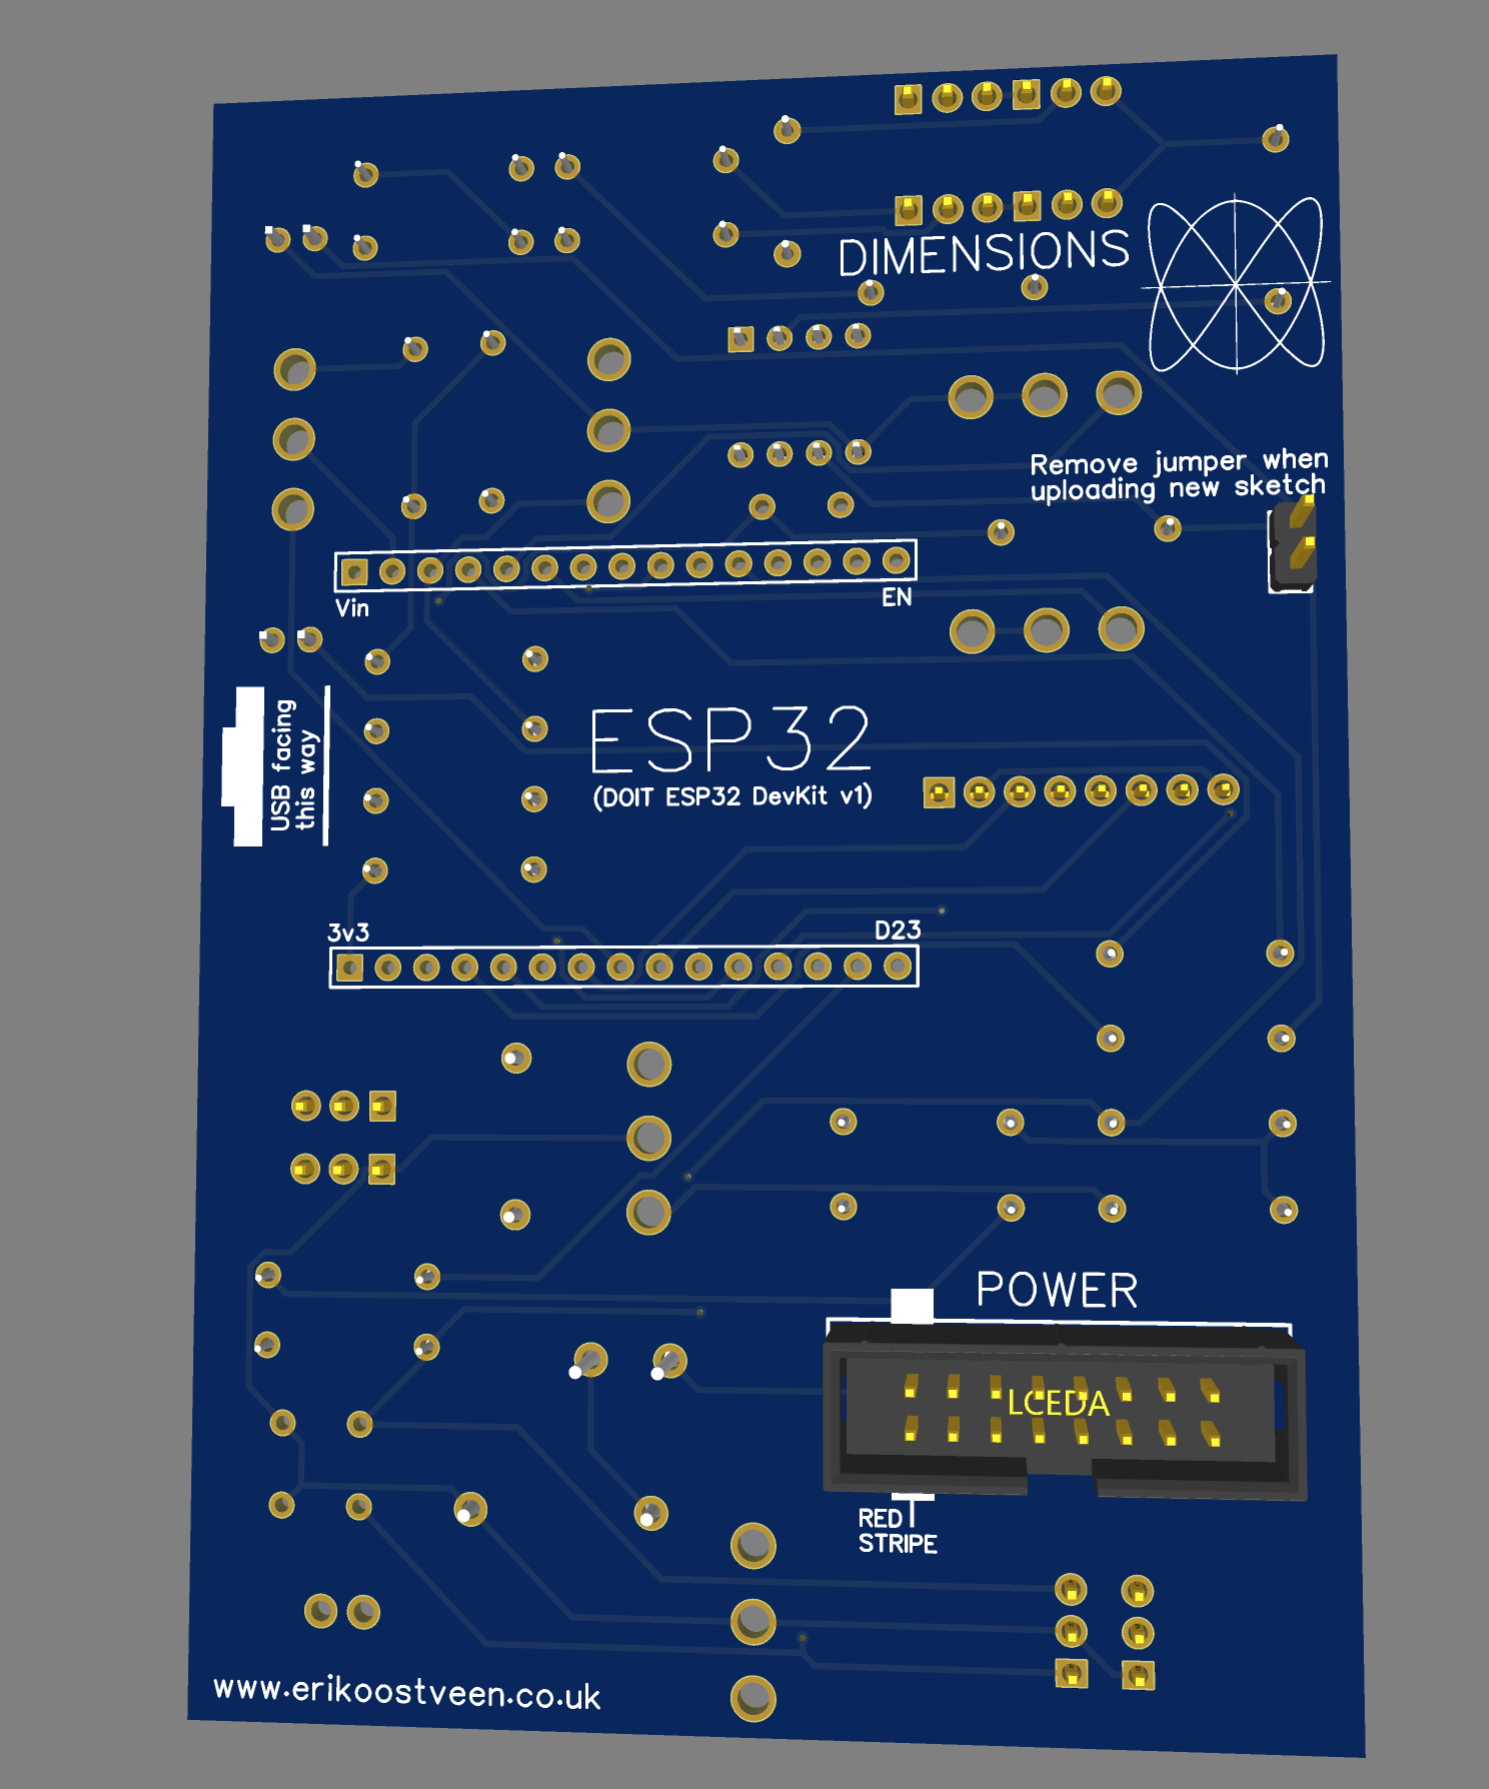 DIMENSIONS
Remove jumper when
uploading new sketch
Vin
EN
USB facing
this way
ESP32
(DOIT ESP32 DevKit v1)
3v3
D23
POWER
LCEDA
RED
STRIPE
www.erikoostveen.co.uk